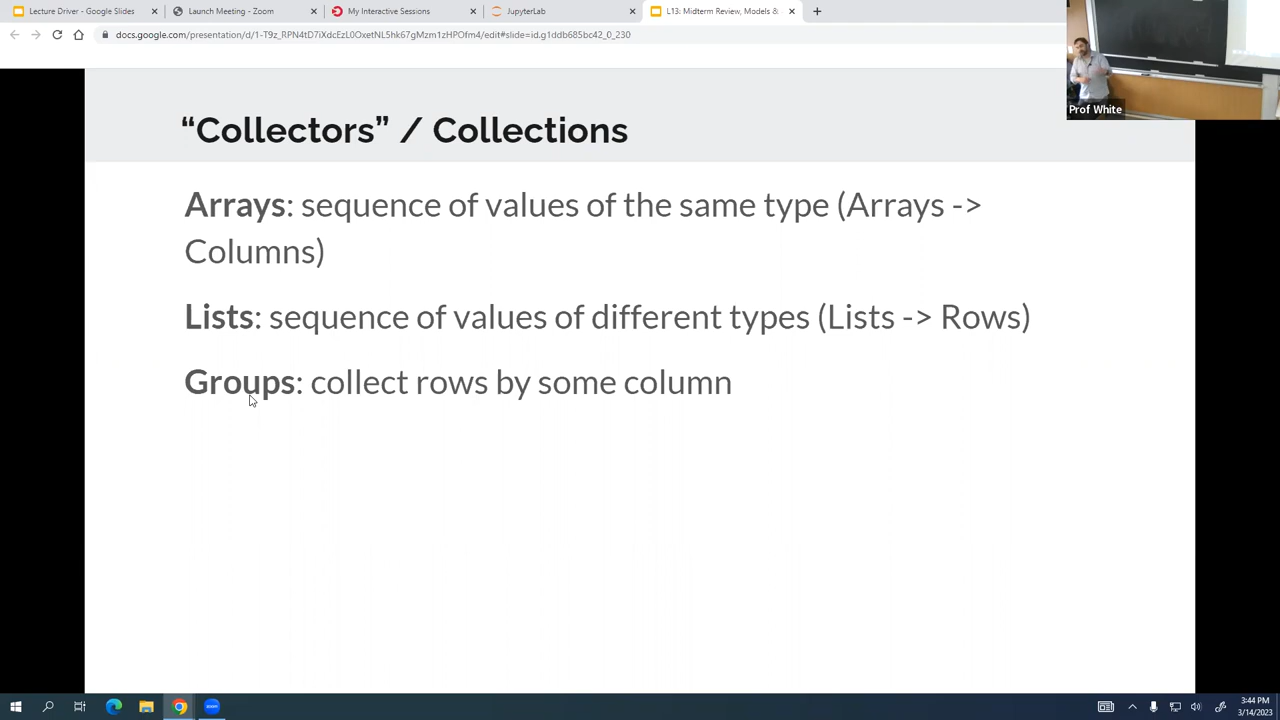 Lecture Driver - Google Slides
Launch Meeting - Zoom
My Interactive Sessions
JupyterLab
L13: Midterm Review, Models &
docs.google.com/presentation/d/1-T9z_RPN4tD7iXdcEzL0OxetNL5hk67gMzm1zHPOfm4/edit#slide=id.g1ddb685bc42_0_230
Prof White
“Collectors” / Collections
Arrays: sequence of values of the same type (Arrays ->
Columns)
Lists: sequence of values of different types (Lists -> Rows)
Groups: collect rows by some column
3:44 PM
3/14/2023